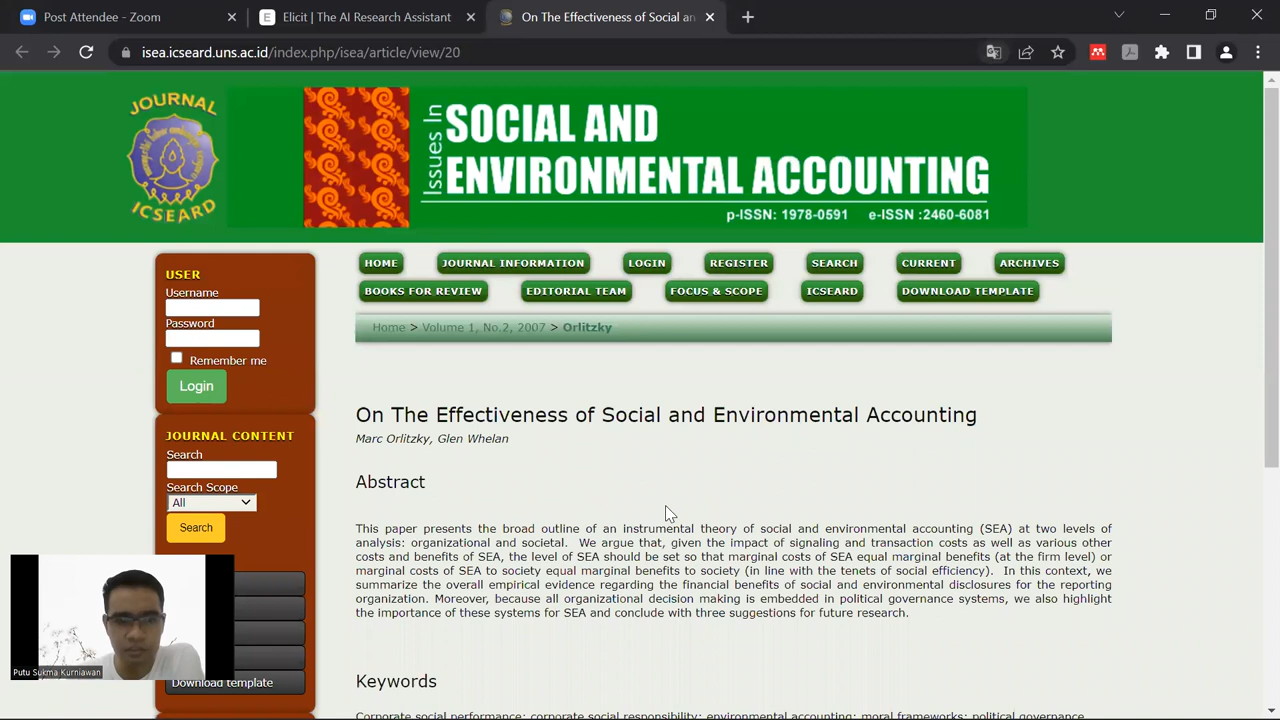 Post Attendee - Zoom
Elicit | The AI Research Assistant
On The Effectiveness of Social an
isea.icseard.uns.ac.id/index.php/isea/article/view/20
JOURNAL
ICSEARD
Issues In
SOCIAL AND
ENVIRONMENTAL ACCOUNTING
p-ISSN: 1978-0591 e-ISSN :2460-6081
USER
Username
Password
Remember me
Login
JOURNAL CONTENT
Search
Search Scope
All
Search
Download template
HOME
JOURNAL INFORMATION
LOGIN
REGISTER
SEARCH
CURRENT
ARCHIVES
BOOKS FOR REVIEW
EDITORIAL TEAM
FOCUS & SCOPE
ICSEARD
DOWNLOAD TEMPLATE
Home > Volume 1, No.2, 2007 > Orlitzky
On The Effectiveness of Social and Environmental Accounting
Marc Orlitzky, Glen Whelan
Abstract
This paper presents the broad outline of an instrumental theory of social and environmental accounting (SEA) at two levels of
analysis: organizational and societal. We argue that, given the impact of signaling and transaction costs as well as various other
costs and benefits of SEA, the level of SEA should be set so that marginal costs of SEA equal marginal benefits (at the firm level) or
marginal costs of SEA to society equal marginal benefits to society (in line with the tenets of social efficiency). In this context, we
summarize the overall empirical evidence regarding the financial benefits of social and environmental disclosures for the reporting
organization. Moreover, because all organizational decision making is embedded in political governance systems, we also highlight
the importance of these systems for SEA and conclude with three suggestions for future research.
Keywords
Corporate social performance; corporate social responsibility; environmental accounting; moral frameworks; political governance
Putu Sukma Kurniawan